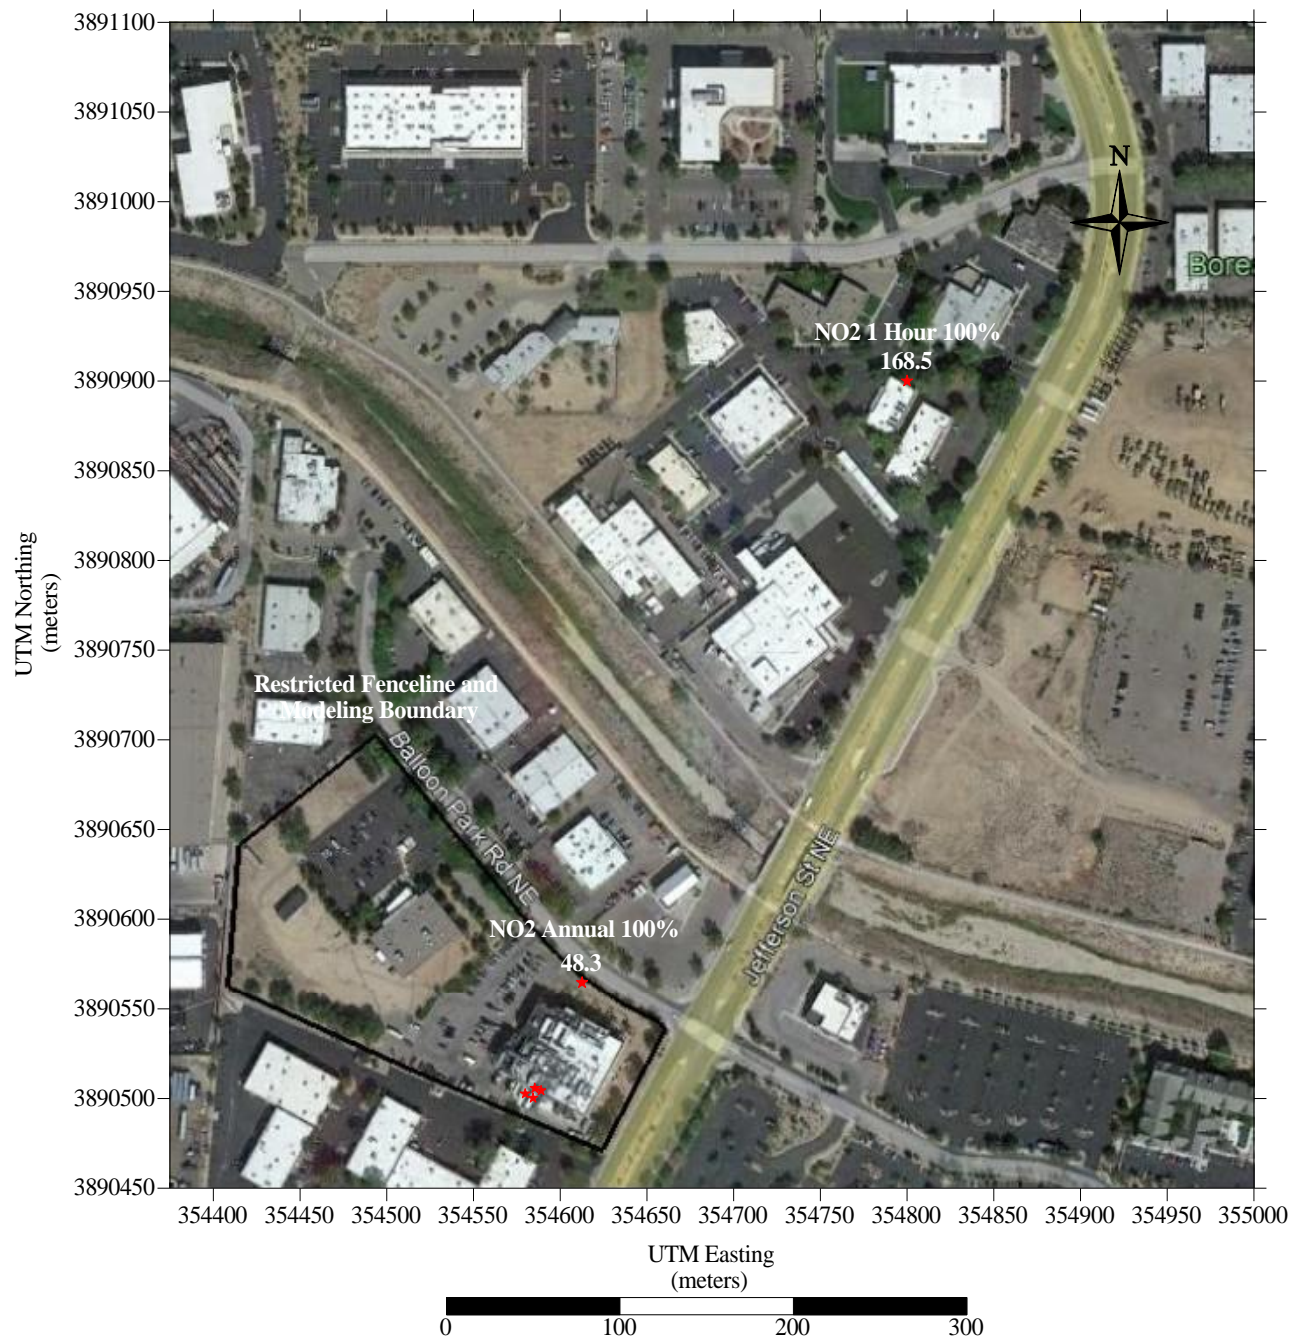 3891100
3891050
3891000
3890950
3890900
3890850
3890800
3890750
3890700
3890650
3890600
3890550
3890500
3890450
UTM Northing
(meters)
N
Bore
NO2 1 Hour 100%
168.5
Restricted Fenceline and
Modeling Boundary
Balloon Park Rd NE
NO2 Annual 100%
48.3
Jefferson St NE
354400 354450 354500 354550 354600 354650 354700 354750 354800 354850 354900 354950 355000
UTM Easting
(meters)
0 100 200 300